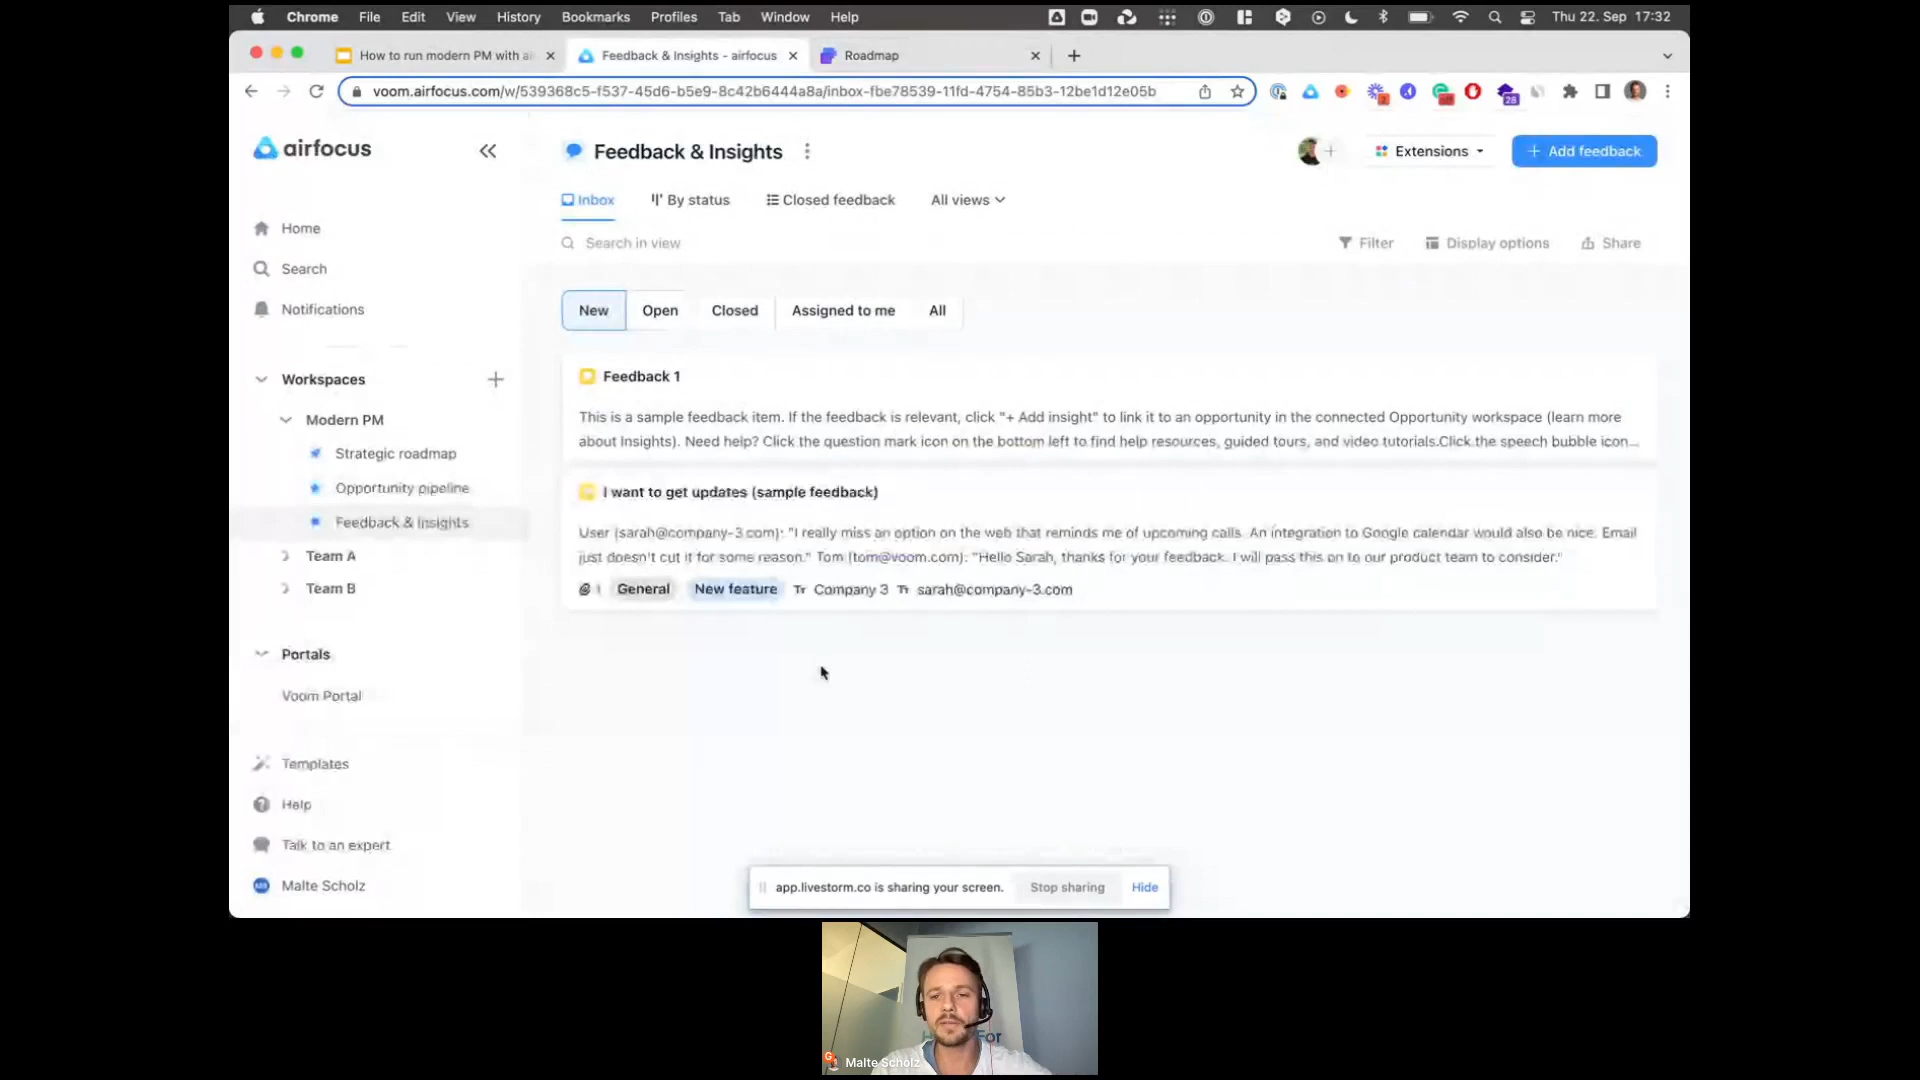 Chrome File Edit View History Bookmarks Profiles Tab Window Help Thu 22. Sep 17:32
How to run modern PM with ai
Feedback & Insights - airfocus
Roadmap
voom.airfocus.com/w/539368c5-f537-45d6-b5e9-8c42b6444a8a/inbox-fbe78539-11fd-4754-85b3-12be1d12e05b
28
airfocus
Feedback & Insights
Extensions
+ Add feedback
Inbox
By status
Closed feedback
All views
Search in view
Filter
Display options
Share
Home
Search
Notifications
Workspaces
Modern PM
Strategic roadmap
Opportunity pipeline
Feedback & Insights
Team A
Team B
Portals
Voom Portal
Templates
Help
Talk to an expert
Malte Scholz
New Open Closed Assigned to me All
Feedback 1
This is a sample feedback item. If the feedback is relevant, click "+ Add insight" to link it to an opportunity in the connected Opportunity workspace (learn more
about Insights). Need help? Click the question mark icon on the bottom left to find help resources, guided tours, and video tutorials.Click the speech bubble icon...
I want to get updates (sample feedback)
User (sarah@company-3.com): "I really miss an option on the web that reminds me of upcoming calls. An integration to Google calendar would also be nice. Email
just doesn't cut it for some reason." Tom (tom@voom.com): "Hello Sarah, thanks for your feedback. I will pass this on to our product team to consider."
1 General New feature Tr Company 3 Tr sarah@company-3.com
app.livestorm.co is sharing your screen. Stop sharing Hide
For
Malte Scholz